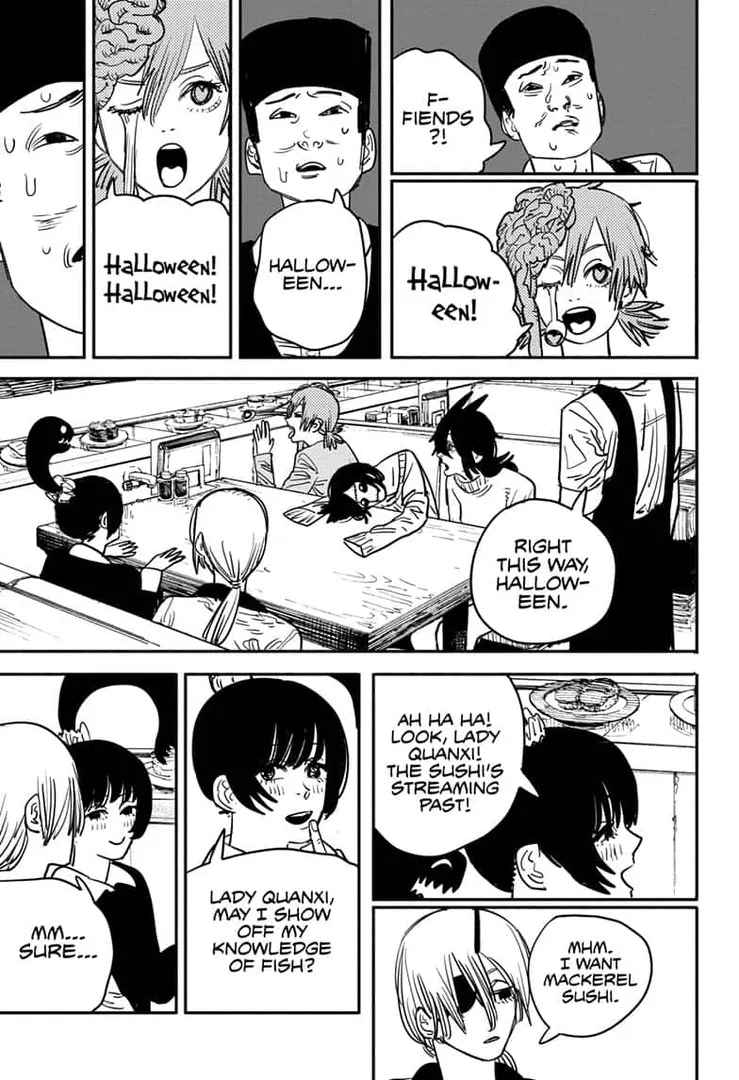 F-
FIENDS
?!
HALLOW-
EEN!
HALLOW-
EEN...
HALLOWEEN!
HALLOWEEN!
RIGHT
THIS WAY,
HALLOW-
EEN.
AH HA HA!
LOOK, LADY
QUANXI!
THE SUSHI'S
STREAMING
PAST!
MHM.
I WANT
MACKEREL
SUSHI.
LADY QUANXI,
MAY I SHOW
OFF MY
KNOWLEDGE
OF FISH?
MM...
SURE...